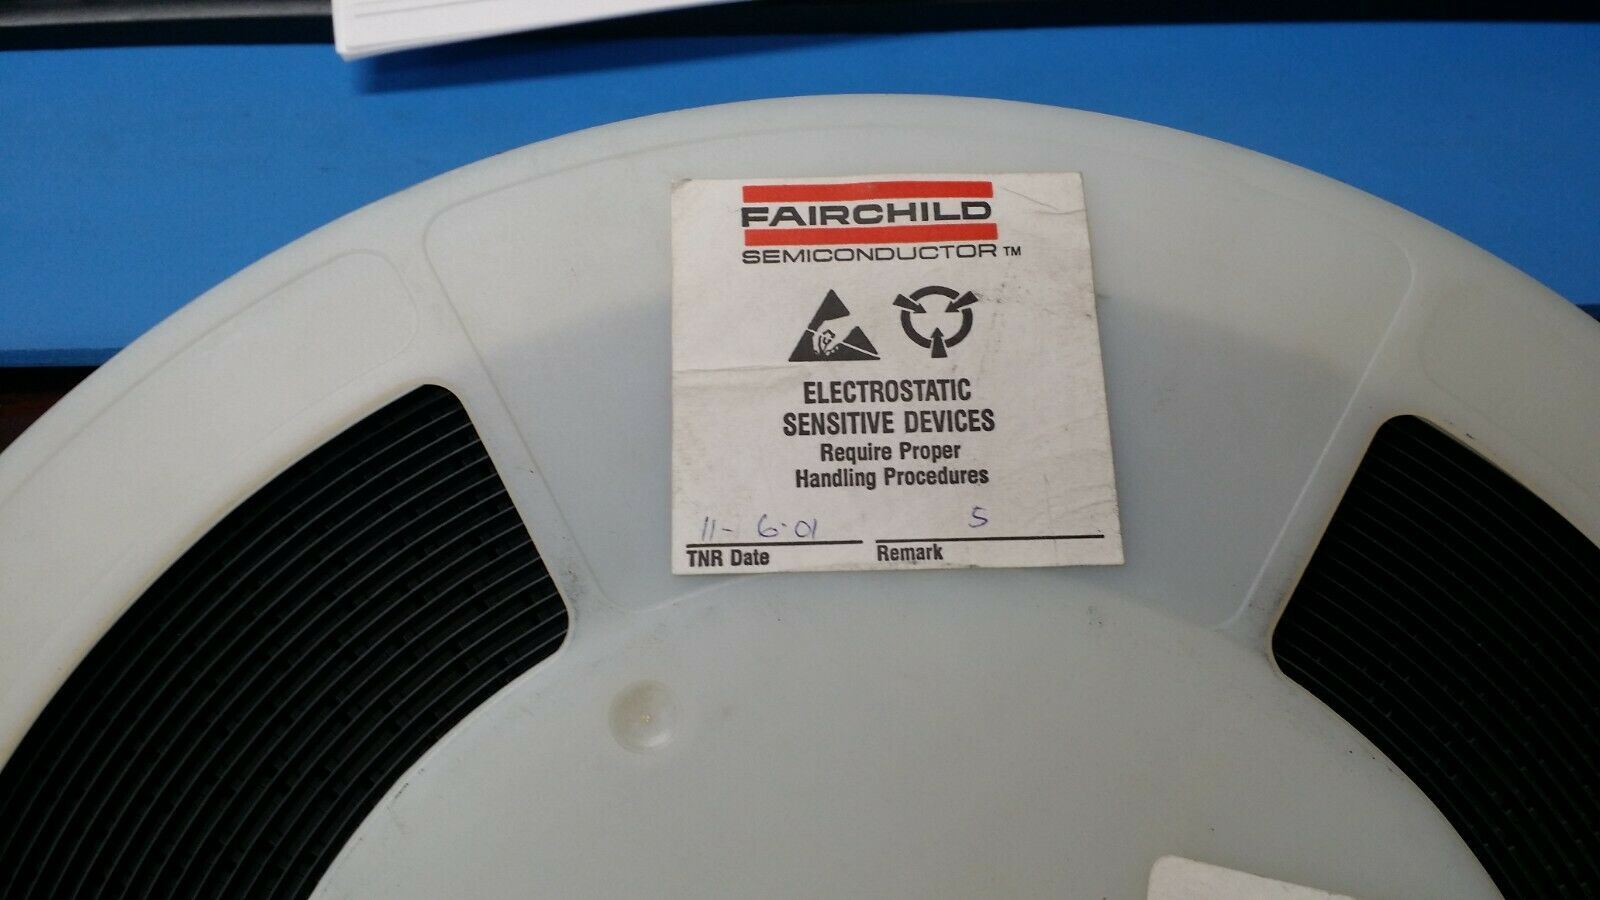 FAIRCHILD
SEMICONDUCTOR™
ELECTROSTATIC
SENSITIVE DEVICES
Require Proper
Handling Procedures
11-6-01 5
TNR Date Remark